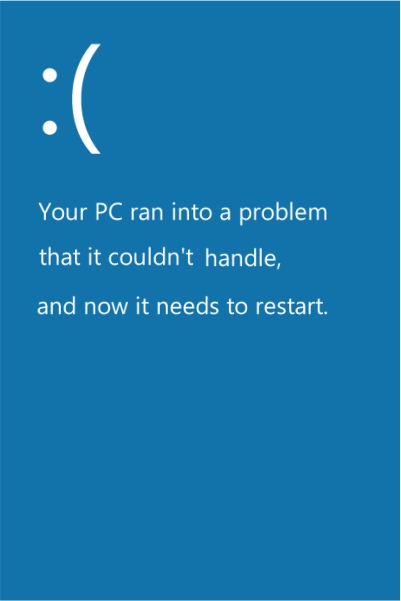 :(
Your PC ran into a problem
that it couldn't handle,
and now it needs to restart.